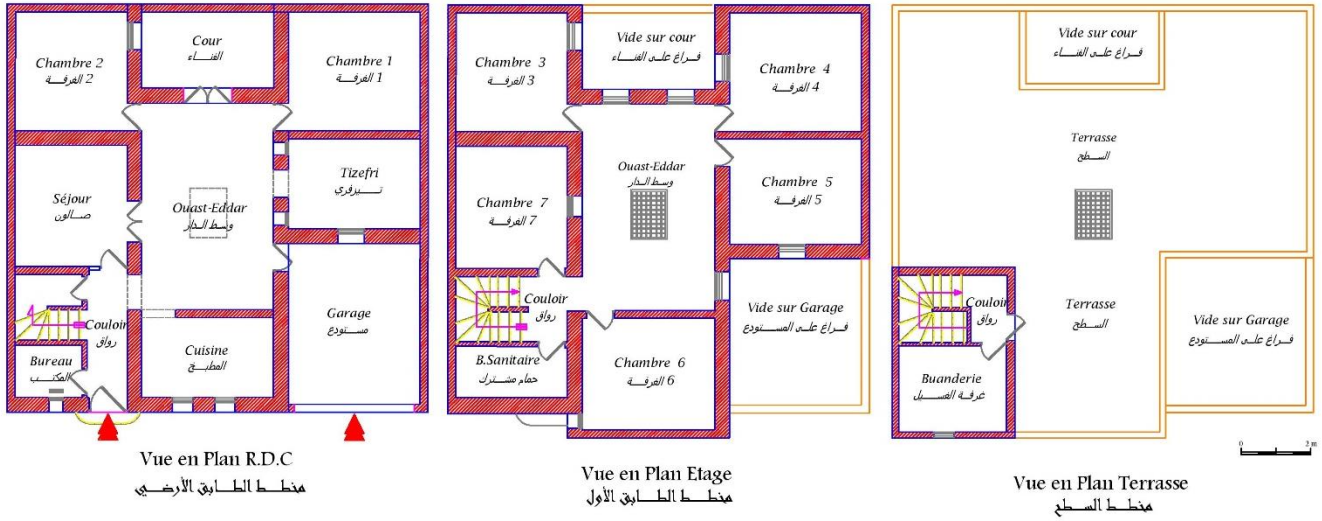 Chambre 2
الغرفة 2
Cour
الفناء
Chambre 1
الغرفة 1
Séjour
صالون
Ouast-Eddar
وسط الدار
Tizefri
تيزفري
Couloir
رواق
Garage
مستودع
Bureau
المكتب
Cuisine
المطبخ
Vue en Plan R.D.C
مخطط الطابق الأرضي
Chambre 3
الغرفة 3
Vide sur cour
فراغ على الفناء
Chambre 4
الغرفة 4
Chambre 7
الغرفة 7
Ouast-Eddar
وسط الدار
Chambre 5
الغرفة 5
Couloir
رواق
Vide sur Garage
فراغ على المستودع
B.Sanitaire
حمام مشترك
Chambre 6
الغرفة 6
Vue en Plan Etage
مخطط الطابق الأول
Vide sur cour
فراغ على الفناء
Terrasse
السطح
Couloir
رواق
Terrasse
السطح
Vide sur Garage
فراغ على المستودع
Buanderie
غرفة الغسيل
0 2 m
Vue en Plan Terrasse
مخطط السطح